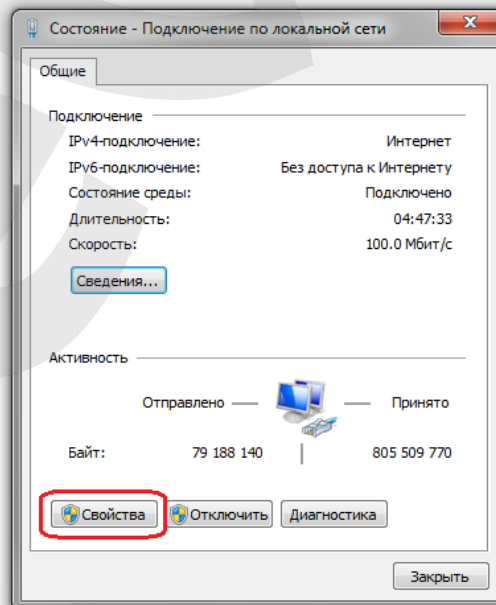 Состояние - Подключение по локальной сети
Общие
Подключение
IPv4-подключение: Интернет
IPv6-подключение: Без доступа к Интернету
Состояние среды: Подключено
Длительность: 04:47:33
Скорость: 100.0 Мбит/с
Сведения...
Активность
Отправлено — — Принято
Байт: 79 188 140 | 805 509 770
Свойства Отключить Диагностика
Закрыть